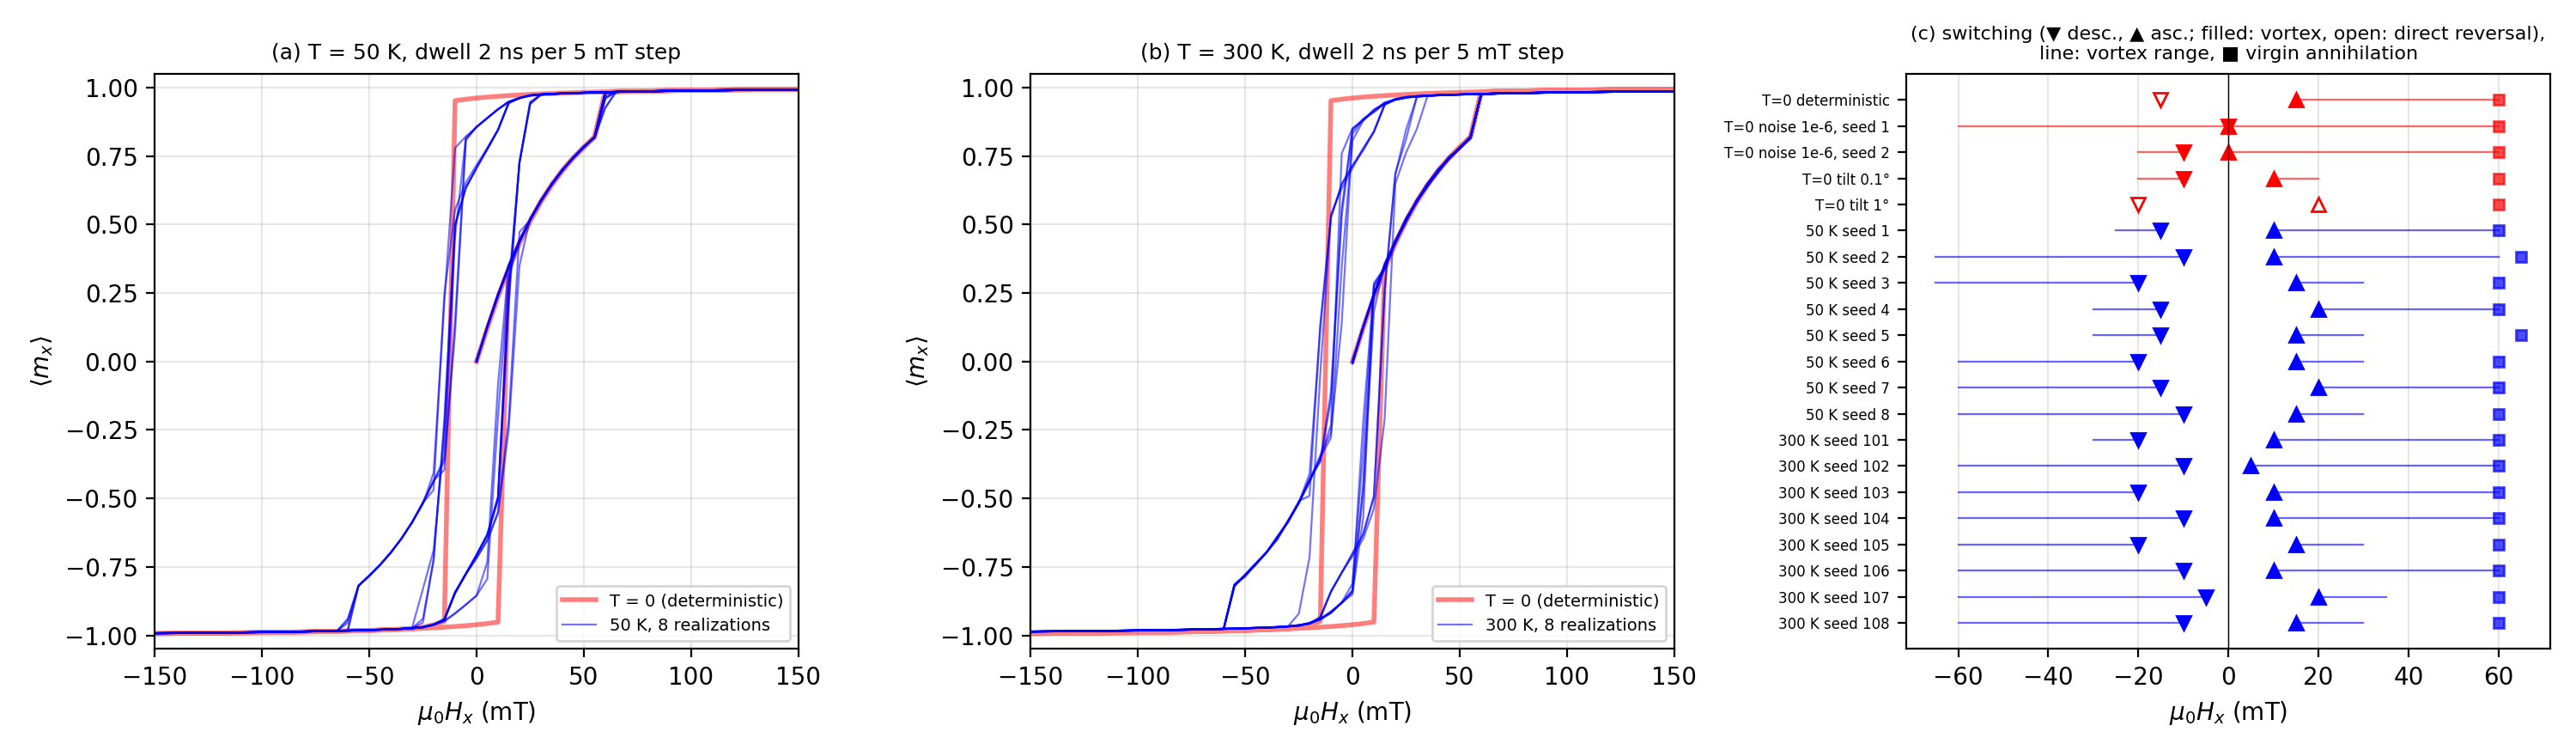 (a) T = 50 K, dwell 2 ns per 5 mT step
1.00
0.75
0.50
0.25
0.00
−0.25
−0.50
−0.75
−1.00
⟨mₓ⟩
−150
−100
−50
0
50
100
150
μ₀Hₓ (mT)
T = 0 (deterministic)
50 K, 8 realizations
(b) T = 300 K, dwell 2 ns per 5 mT step
1.00
0.75
0.50
0.25
0.00
−0.25
−0.50
−0.75
−1.00
⟨mₓ⟩
−150
−100
−50
0
50
100
150
μ₀Hₓ (mT)
T = 0 (deterministic)
300 K, 8 realizations
(c) switching (▼ desc., ▲ asc.; filled: vortex, open: direct reversal),
line: vortex range, ■ virgin annihilation
T=0 deterministic
T=0 noise 1e-6, seed 1
T=0 noise 1e-6, seed 2
T=0 tilt 0.1°
T=0 tilt 1°
50 K seed 1
50 K seed 2
50 K seed 3
50 K seed 4
50 K seed 5
50 K seed 6
50 K seed 7
50 K seed 8
300 K seed 101
300 K seed 102
300 K seed 103
300 K seed 104
300 K seed 105
300 K seed 106
300 K seed 107
300 K seed 108
−60
−40
−20
0
20
40
60
μ₀Hₓ (mT)